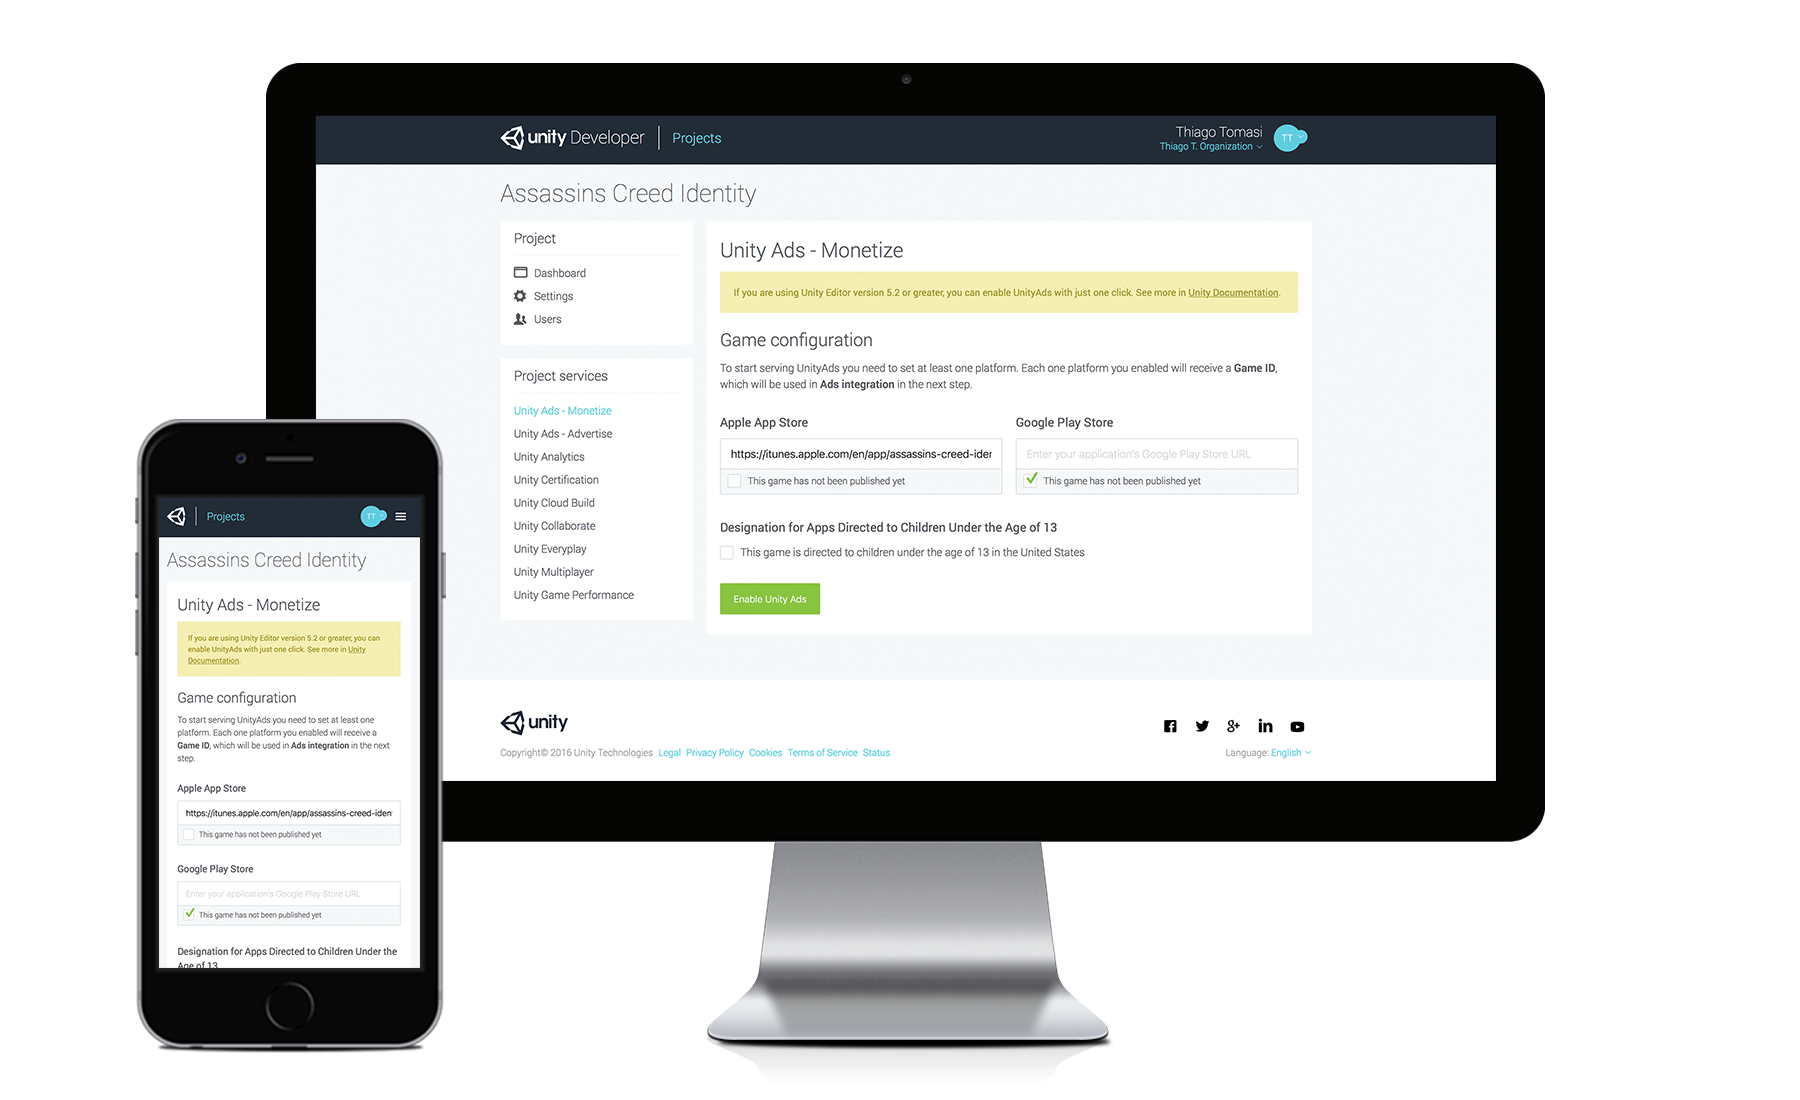 unity Developer | Projects
Thiago Tomasi
Thiago T. Organization
TT
Assassins Creed Identity
Project
Dashboard
Settings
Users
Project services
Unity Ads - Monetize
Unity Ads - Advertise
Unity Analytics
Unity Certification
Unity Cloud Build
Unity Collaborate
Unity Everyplay
Unity Multiplayer
Unity Game Performance
Unity Ads - Monetize
If you are using Unity Editor version 5.2 or greater, you can enable UnityAds with just one click. See more in Unity Documentation.
Game configuration
To start serving UnityAds you need to set at least one platform. Each one platform you enabled will receive a Game ID,
which will be used in Ads integration in the next step.
Apple App Store
https://itunes.apple.com/en/app/assassins-creed-iden
This game has not been published yet
Google Play Store
Enter your application's Google Play Store URL
This game has not been published yet
Designation for Apps Directed to Children Under the Age of 13
This game is directed to children under the age of 13 in the United States
Enable Unity Ads
unity
Copyright© 2016 Unity Technologies Legal Privacy Policy Cookies Terms of Service Status
Language: English
Projects
TT
Assassins Creed Identity
Unity Ads - Monetize
If you are using Unity Editor version 5.2 or greater, you can
enable UnityAds with just one click. See more in Unity
Documentation.
Game configuration
To start serving UnityAds you need to set at least one
platform. Each one platform you enabled will receive a
Game ID, which will be used in Ads integration in the next
step.
Apple App Store
https://itunes.apple.com/en/app/assassins-creed-iden
This game has not been published yet
Google Play Store
Enter your application's Google Play Store URL
This game has not been published yet
Designation for Apps Directed to Children Under the
Age of 13